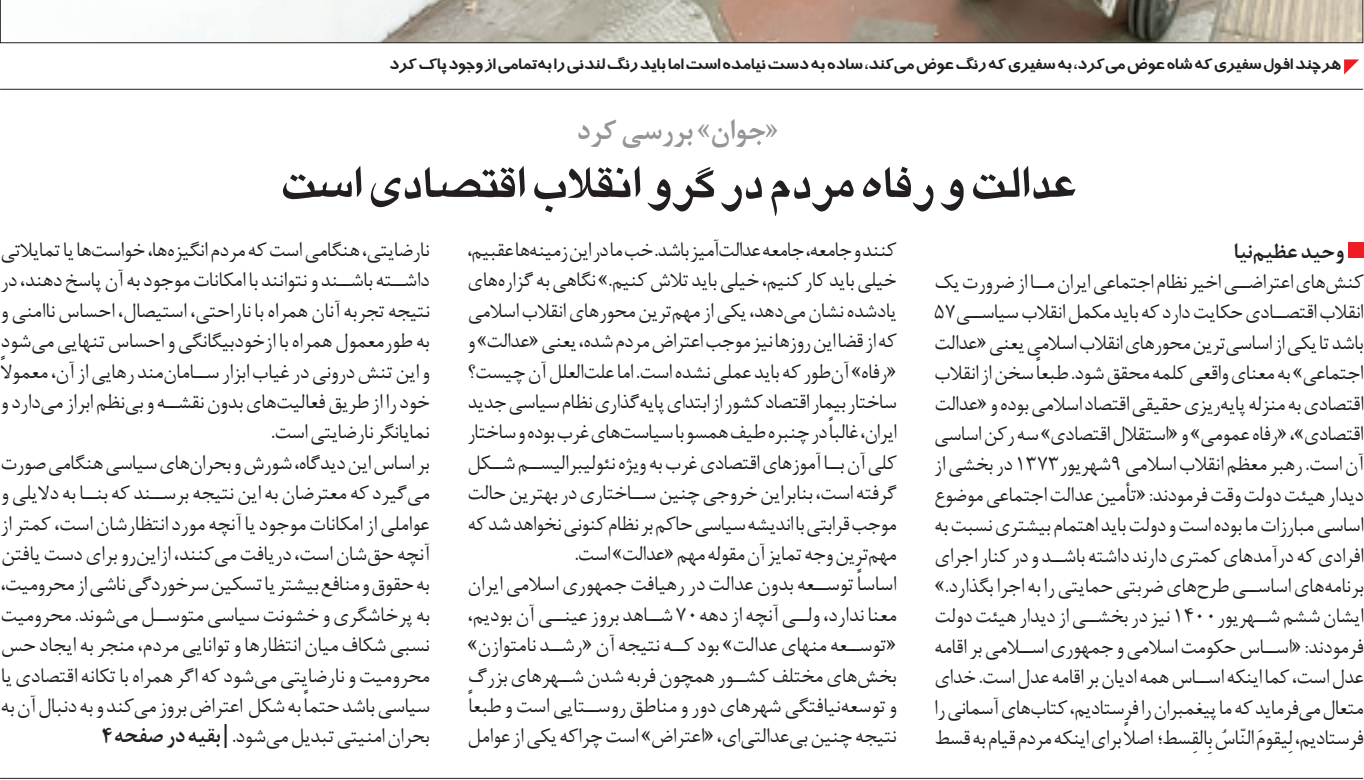 هر چند افول سفیری که شاه عوض می‌کرد، به سفیری که رنگ عوض می‌کند، ساده به دست نیامده است اما باید رنگ لندنی را به‌تمامی از وجود پاک کرد
«جوان» بررسی کرد
عدالت و رفاه مردم در گرو انقلاب اقتصادی است
وحید عظیم‌نیا
کنش‌های اعتراضی اخیر نظام اجتماعی ایران ما از ضرورت یک
انقلاب اقتصادی حکایت دارد که باید مکمل انقلاب سیاسی ۵۷
باشد تا یکی از اساسی‌ترین محورهای انقلاب اسلامی یعنی «عدالت
اجتماعی» به معنای واقعی کلمه محقق شود. طبعاً سخن از انقلاب
اقتصادی به منزله پایه‌ریزی حقیقی اقتصاد اسلامی بوده و «عدالت
اقتصادی»، «رفاه عمومی» و «استقلال اقتصادی» سه رکن اساسی
آن است. رهبر معظم انقلاب اسلامی ۹شهریور ۱۳۷۳ در بخشی از
دیدار هیئت دولت وقت فرمودند: «تأمین عدالت اجتماعی موضوع
اساسی مبارزات ما بوده است و دولت باید اهتمام بیشتری نسبت به
افرادی که درآمدهای کمتری دارند داشته باشد و در کنار اجرای
برنامه‌های اساسی طرح‌های ضربتی حمایتی را به اجرا بگذارد.»
ایشان ششم شهریور ۱۴۰۰ نیز در بخشی از دیدار هیئت دولت
فرمودند: «اساس حکومت اسلامی و جمهوری اسلامی بر اقامه
عدل است، کما اینکه اساس همه ادیان بر اقامه عدل است. خدای
متعال می‌فرماید که ما پیغمبران را فرستادیم، کتاب‌های آسمانی را
فرستادیم، لِیقومَ النّاسُ بِالقِسط؛ اصلاً برای اینکه مردم قیام به قسط
کنند و جامعه، جامعه عدالت‌آمیز باشد. خب ما در این زمینه‌ها عقبیم،
خیلی باید کار کنیم، خیلی باید تلاش کنیم.» نگاهی به گزاره‌های
یادشده نشان می‌دهد، یکی از مهم‌ترین محورهای انقلاب اسلامی
که از قضا این روزها نیز موجب اعتراض مردم شده، یعنی «عدالت» و
«رفاه» آن‌طور که باید عملی نشده است. اما علت‌العلل آن چیست؟
ساختار بیمار اقتصاد کشور از ابتدای پایه‌گذاری نظام سیاسی جدید
ایران، غالباً در چنبره طیف همسو با سیاست‌های غرب بوده و ساختار
کلی آن با آموزهای اقتصادی غرب به ویژه نئولیبرالیسم شکل
گرفته است، بنابراین خروجی چنین ساختاری در بهترین حالت
موجب قرابتی با اندیشه سیاسی حاکم بر نظام کنونی نخواهد شد که
مهم‌ترین وجه تمایز آن مقوله مهم «عدالت» است.
اساساً توسعه بدون عدالت در رهیافت جمهوری اسلامی ایران
معنا ندارد، ولی آنچه از دهه ۷۰ شاهد بروز عینی آن بودیم،
«توسعه منهای عدالت» بود که نتیجه آن «رشد نامتوازن»
بخش‌های مختلف کشور همچون فربه شدن شهرهای بزرگ
و توسعه‌نیافتگی شهرهای دور و مناطق روستایی است و طبعاً
نتیجه چنین بی‌عدالتی‌ای، «اعتراض» است چراکه یکی از عوامل
نارضایتی، هنگامی است که مردم انگیزه‌ها، خواست‌ها یا تمایلاتی
داشته باشند و نتوانند با امکانات موجود به آن پاسخ دهند، در
نتیجه تجربه آنان همراه با ناراحتی، استیصال، احساس ناامنی و
به طور معمول همراه با ازخودبیگانگی و احساس تنهایی می‌شود
و این تنش درونی در غیاب ابزار سامان‌مند رهایی از آن، معمولاً
خود را از طریق فعالیت‌های بدون نقشه و بی‌نظم ابراز می‌دارد و
نمایانگر نارضایتی است.
بر اساس این دیدگاه، شورش و بحران‌های سیاسی هنگامی صورت
می‌گیرد که معترضان به این نتیجه برسند که بنا به دلایلی و
عواملی از امکانات موجود یا آنچه مورد انتظارشان است، کمتر از
آنچه حق‌شان است، دریافت می‌کنند، ازاین‌رو برای دست یافتن
به حقوق و منافع بیشتر یا تسکین سرخوردگی ناشی از محرومیت،
به پرخاشگری و خشونت سیاسی متوسل می‌شوند. محرومیت
نسبی شکاف میان انتظارها و توانایی مردم، منجر به ایجاد حس
محرومیت و نارضایتی می‌شود که اگر همراه با تکانه اقتصادی یا
سیاسی باشد حتماً به شکل اعتراض بروز می‌کند و به دنبال آن به
بحران امنیتی تبدیل می‌شود. | بقیه در صفحه ۴